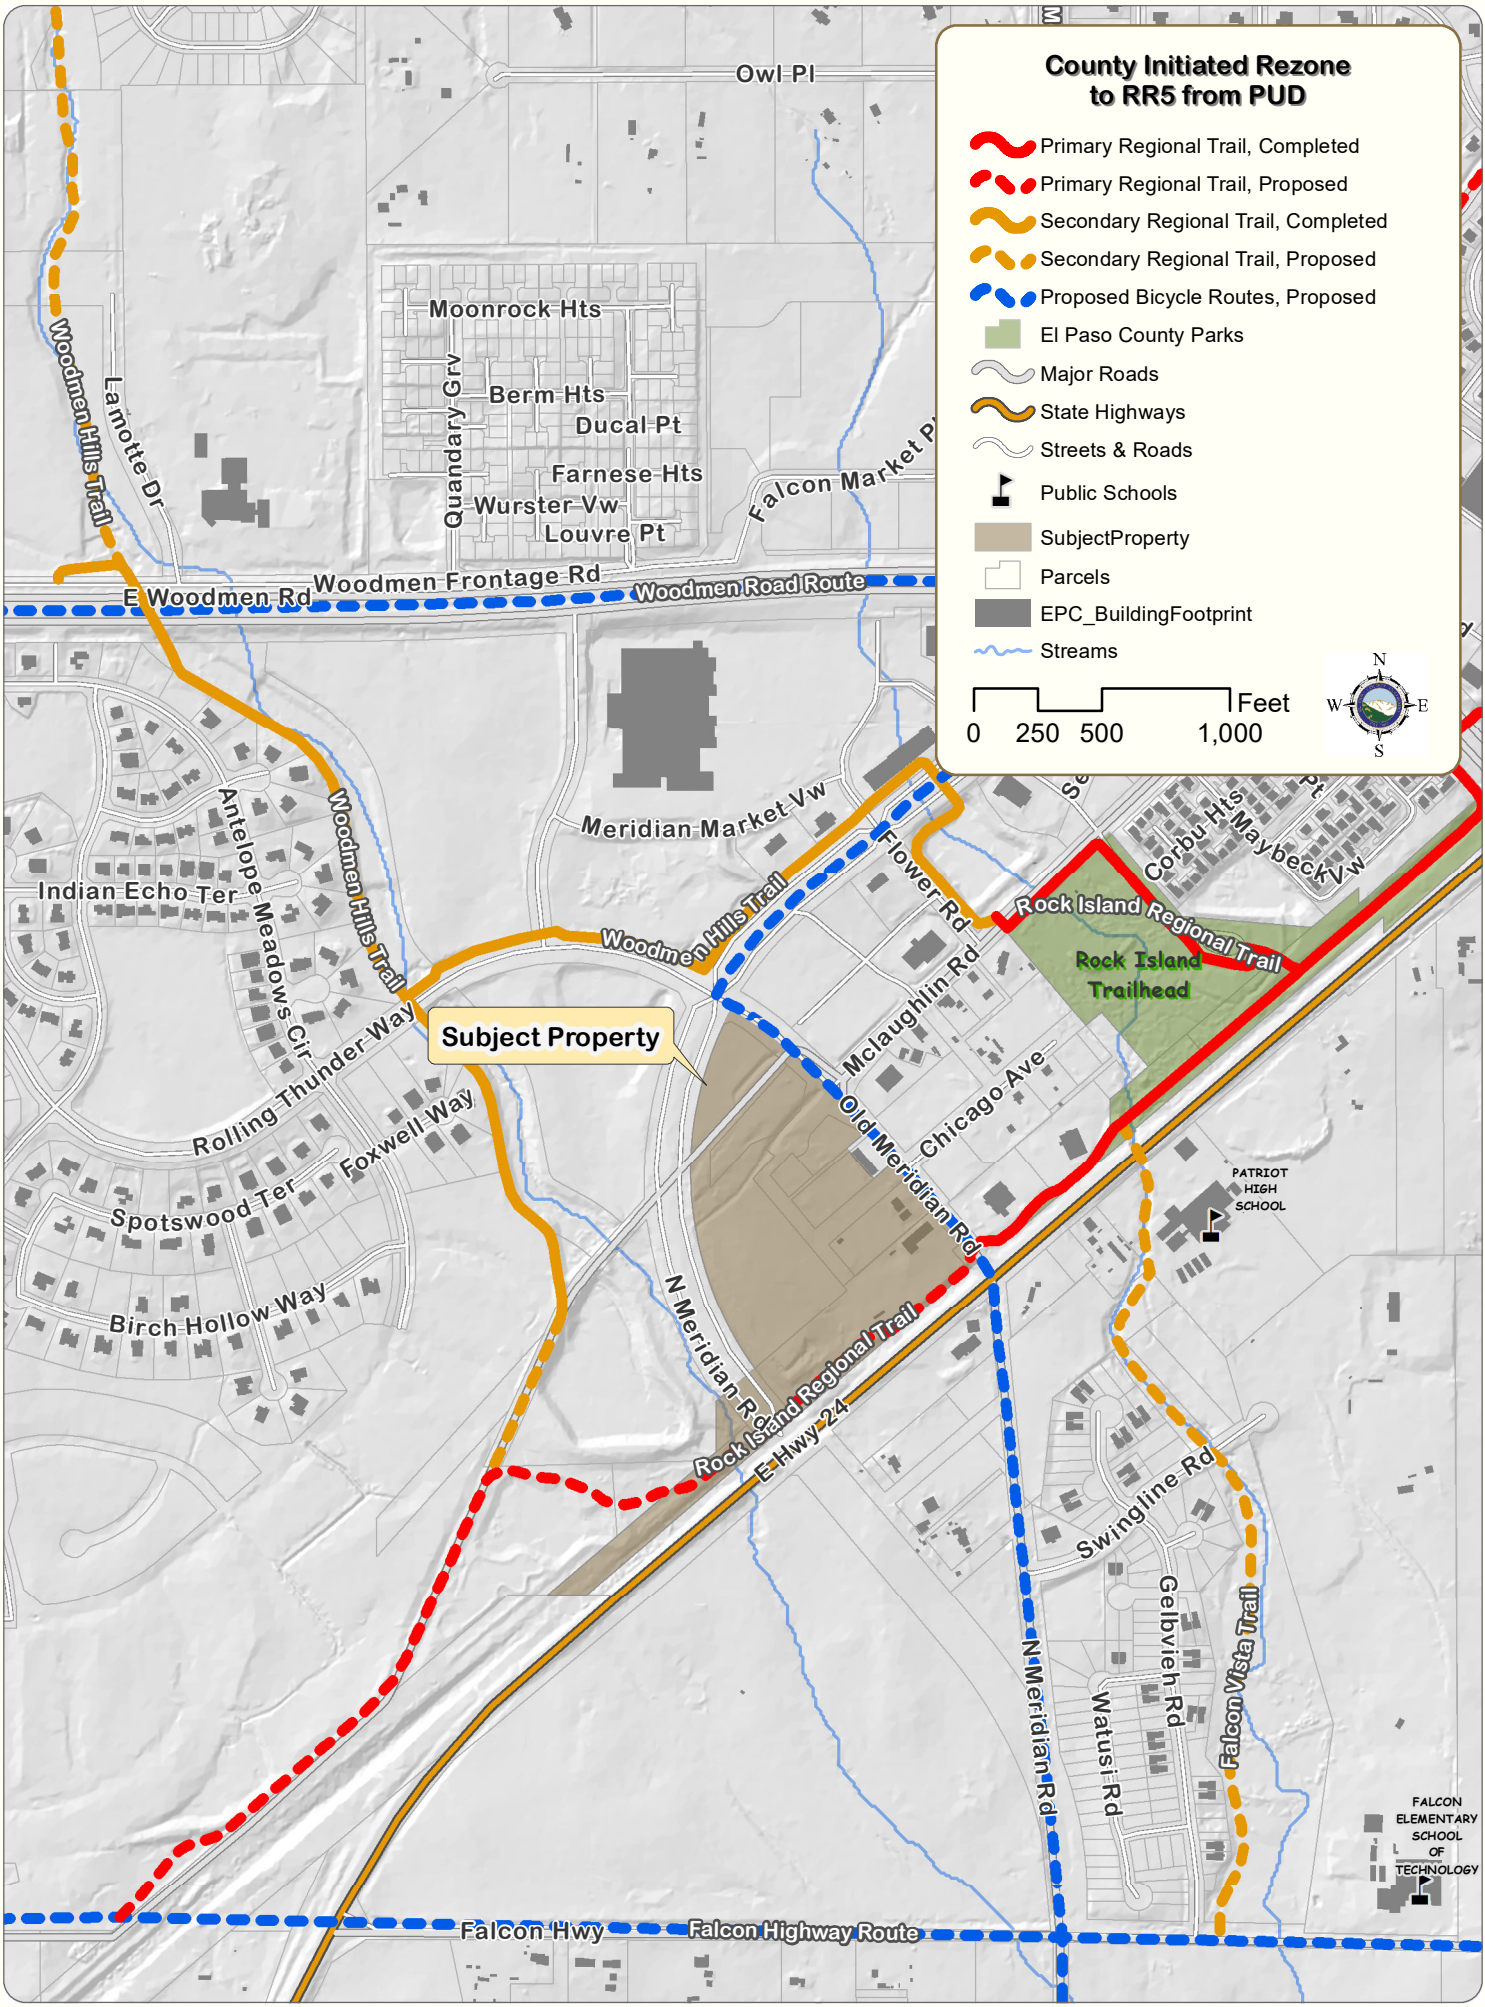 Owl Pl
M
County Initiated Rezone
to RR5 from PUD
Primary Regional Trail, Completed
Primary Regional Trail, Proposed
Secondary Regional Trail, Completed
Secondary Regional Trail, Proposed
Proposed Bicycle Routes, Proposed
El Paso County Parks
Major Roads
State Highways
Streets & Roads
Public Schools
SubjectProperty
Parcels
EPC_BuildingFootprint
Streams
Feet
0 250 500 1,000
N
W E
S
Moonrock Hts
Quandary Grv
Berm Hts
Ducal Pt
Farnese Hts
Wurster Vw
Louvre Pt
Falcon Market P
Woodmen Hills Trail
Lamotte Dr
Woodmen Frontage Rd
E Woodmen Rd
Woodmen Road Route
Meridian Market Vw
Antelope Meadows Cir
Woodmen Hills Trail
Indian Echo Ter
Woodmen Hills Trail
Flower Rd
Se
Pt
Corbu Hts
Maybeck Vw
Rock Island Regional Trail
Rock Island
Trailhead
Mclaughlin Rd
Subject Property
Rolling Thunder Way
Foxwell Way
Spotswood Ter
Birch Hollow Way
Old Meridian Rd
Chicago Ave
PATRIOT
HIGH
SCHOOL
N Meridian Rd
Rock Island Regional Trail
E Hwy 24
Swingline Rd
Gelbvieh Rd
N Meridian Rd
Watusi Rd
Falcon Vista Trail
FALCON
ELEMENTARY
SCHOOL
OF
TECHNOLOGY
Falcon Hwy
Falcon Highway Route